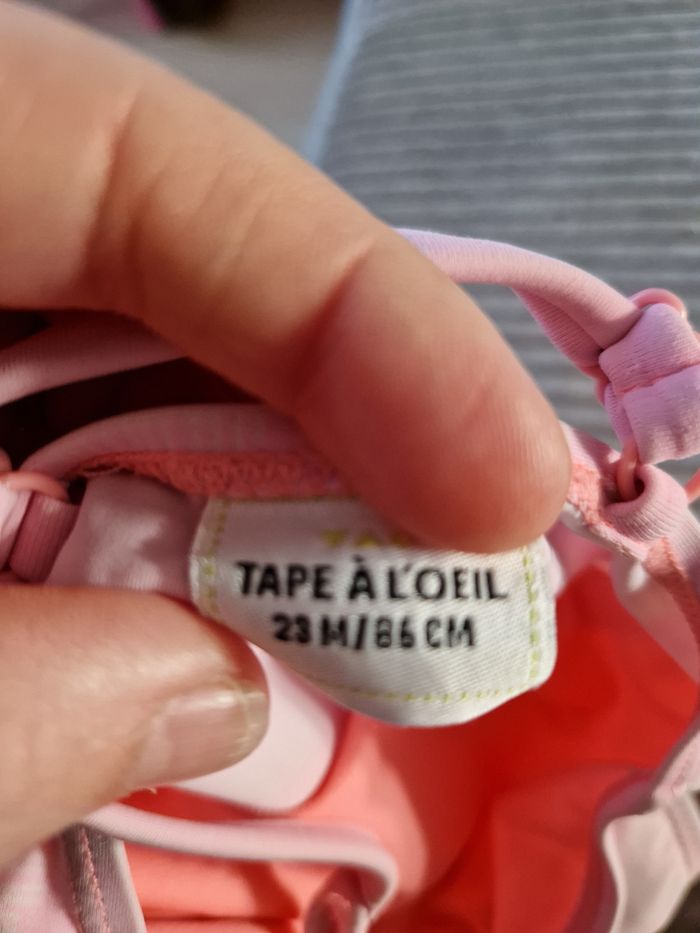 TAPE À L'OEIL
23 M/86 CM